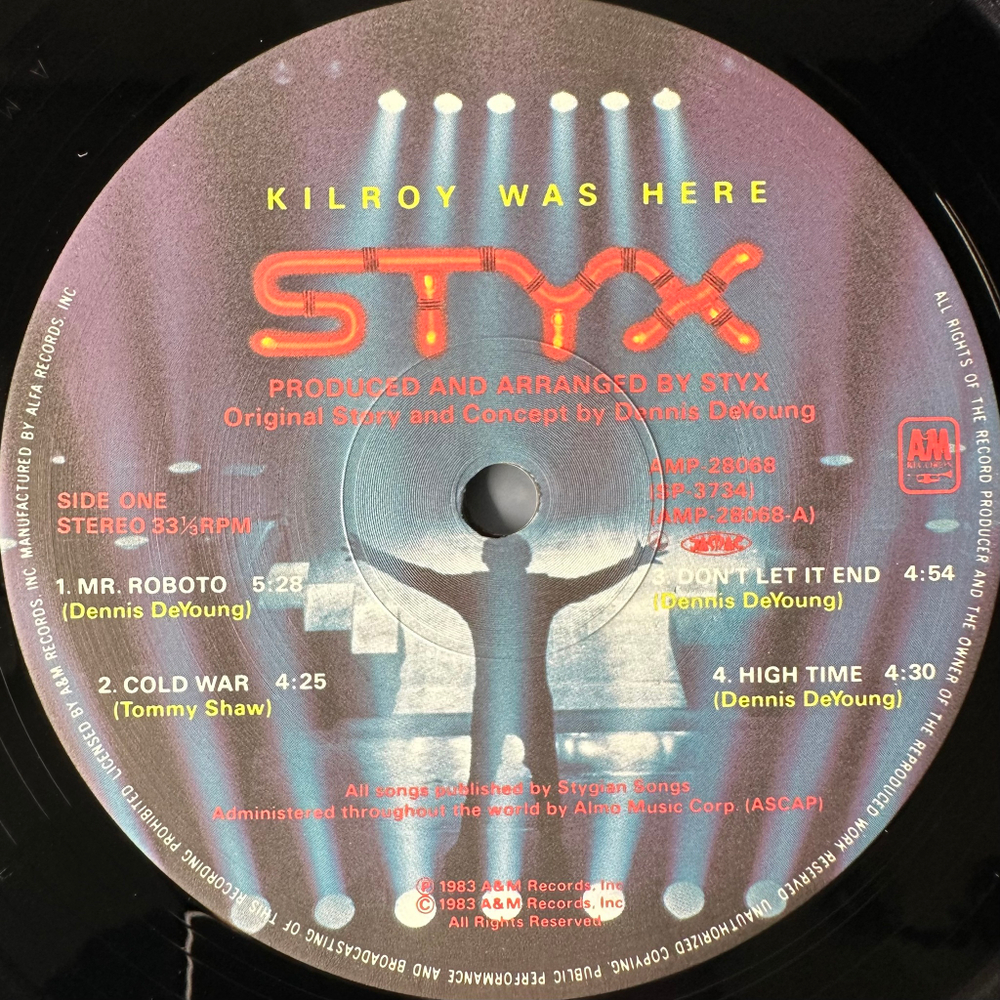 KILROY WAS HERE
STYX
PRODUCED AND ARRANGED BY STYX
Original Story and Concept by Dennis DeYoung
A&M
RECORDS
AMP-28068
(SP-3734)
(AMP-28068-A)
SIDE ONE
STEREO 33⅓RPM
1. MR. ROBOTO 5:28
(Dennis DeYoung)
2. COLD WAR 4:25
(Tommy Shaw)
3. DON'T LET IT END 4:54
(Dennis DeYoung)
4. HIGH TIME 4:30
(Dennis DeYoung)
All songs published by Stygian Songs
Administered throughout the world by Almo Music Corp. (ASCAP)
Ⓟ 1983 A&M Records, Inc
© 1983 A&M Records, Inc
All Rights Reserved
ALL RIGHTS OF THE RECORD PRODUCER AND THE OWNER OF THE REPRODUCED WORK RESERVED UNAUTHORIZED COPYING, PUBLIC PERFORMANCE AND BROADCASTING OF THIS RECORDING PROHIBITED LICENSED BY A&M RECORDS, INC MANUFACTURED BY ALFA RECORDS, INC